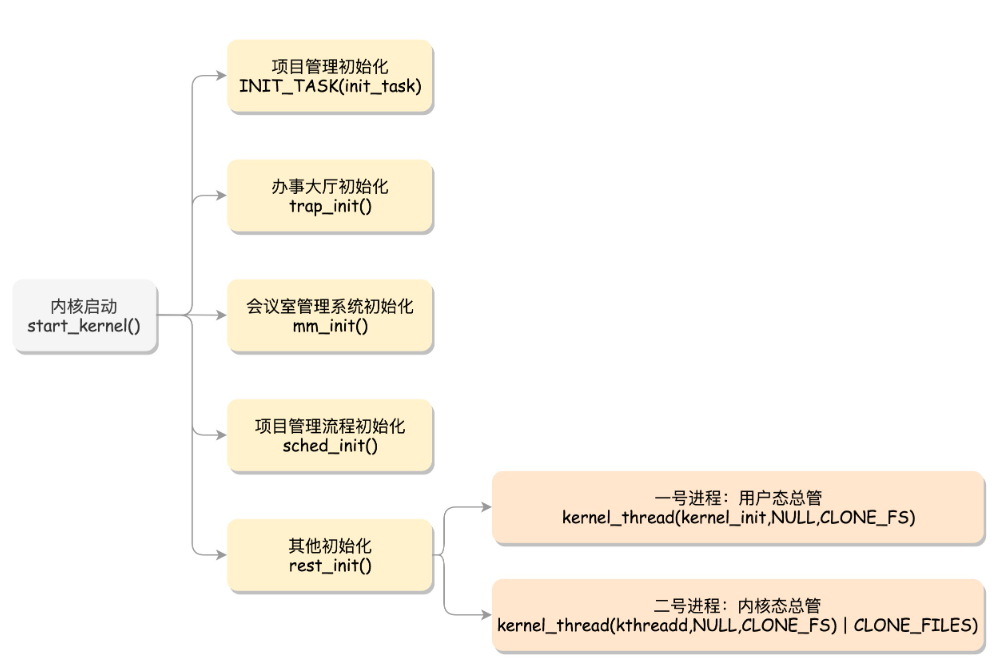 内核启动
start_kernel()
项目管理初始化
INIT_TASK(init_task)
办事大厅初始化
trap_init()
会议室管理系统初始化
mm_init()
项目管理流程初始化
sched_init()
其他初始化
rest_init()
一号进程：用户态总管
kernel_thread(kernel_init,NULL,CLONE_FS)
二号进程：内核态总管
kernel_thread(kthreadd,NULL,CLONE_FS) | CLONE_FILES)